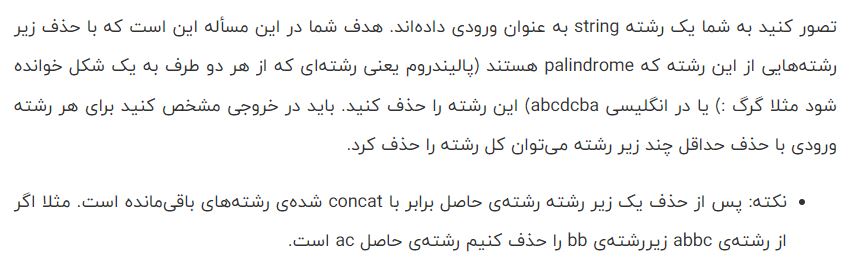 تصور کنید به شما یک رشته string به عنوان ورودی داده‌اند. هدف شما در این مسأله این است که با حذف زیر
رشته‌هایی از این رشته که palindrome هستند (پالیندروم یعنی رشته‌ای که از هر دو طرف به یک شکل خوانده
شود مثلا گرگ :) یا در انگلیسی abcdcba) این رشته را حذف کنید. باید در خروجی مشخص کنید برای هر رشته
ورودی با حذف حداقل چند زیر رشته می‌توان کل رشته را حذف کرد.
• نکته: پس از حذف یک زیر رشته رشته‌ی حاصل برابر با concat شده‌ی رشته‌های باقی‌مانده است. مثلا اگر
از رشته‌ی abbc زیررشته‌ی bb را حذف کنیم رشته‌ی حاصل ac است.